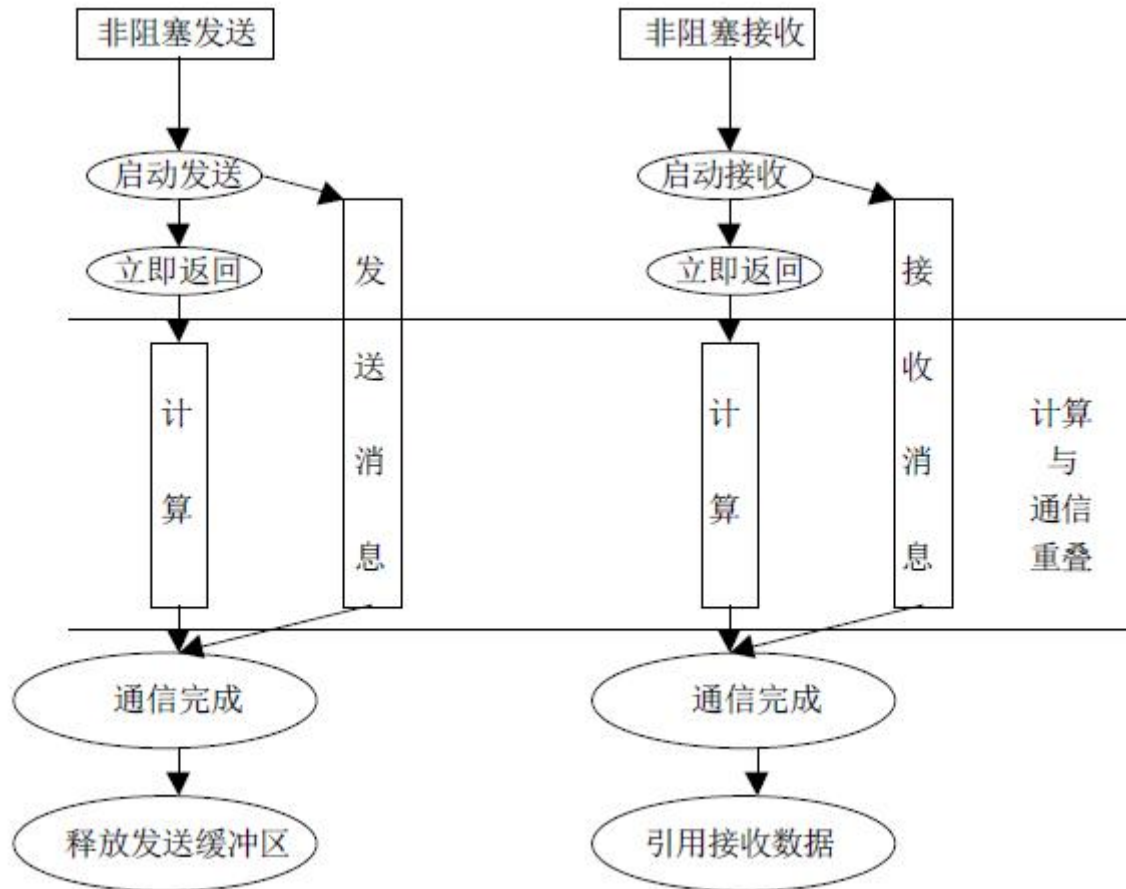 非阻塞发送
非阻塞接收
启动发送
启动接收
立即返回
立即返回
发送消息
接收消息
计算
计算
计算
与
通信
重叠
通信完成
通信完成
释放发送缓冲区
引用接收数据